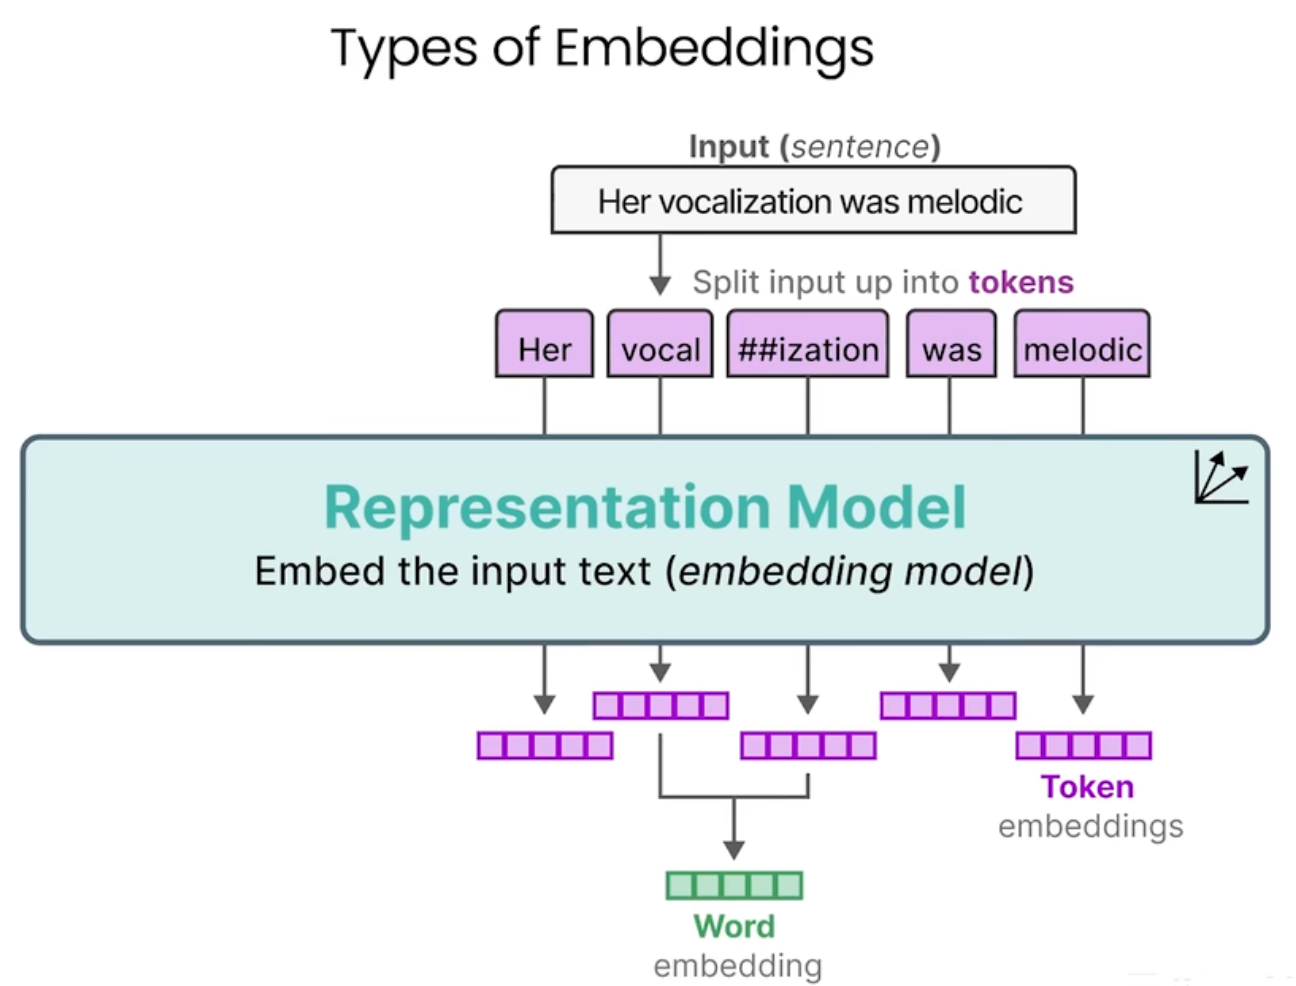 Types of Embeddings
Input (sentence)
Her vocalization was melodic
Split input up into tokens
Her vocal ##ization was melodic
Representation Model
Embed the input text (embedding model)
Token
embeddings
Word
embedding